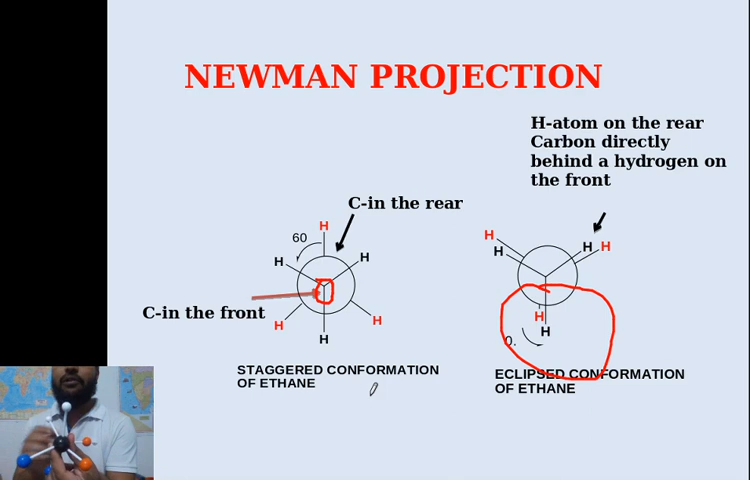 NEWMAN PROJECTION
H-atom on the rear
Carbon directly
behind a hydrogen on
the front
C-in the rear
H
60
H
H
C-in the front
H
H
H
H
H
H H
H
H
0.
STAGGERED CONFORMATION
OF ETHANE
ECLIPSED CONFORMATION
OF ETHANE